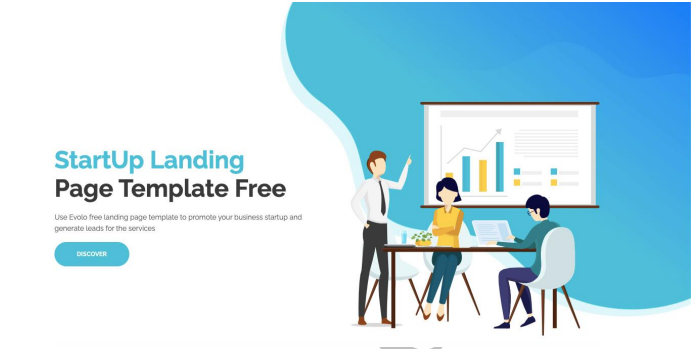 StartUp Landing
Page Template Free
Use Evolo free landing page template to promote your business startup and
generate leads for the services
DISCOVER